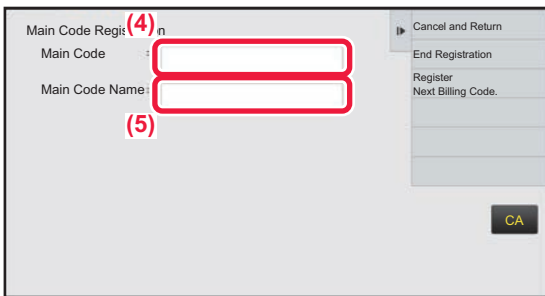 Main Code Regis(4)on
Main Code :
Main Code Name:
(5)
Cancel and Return
End Registration
Register
Next Billing Code.
CA